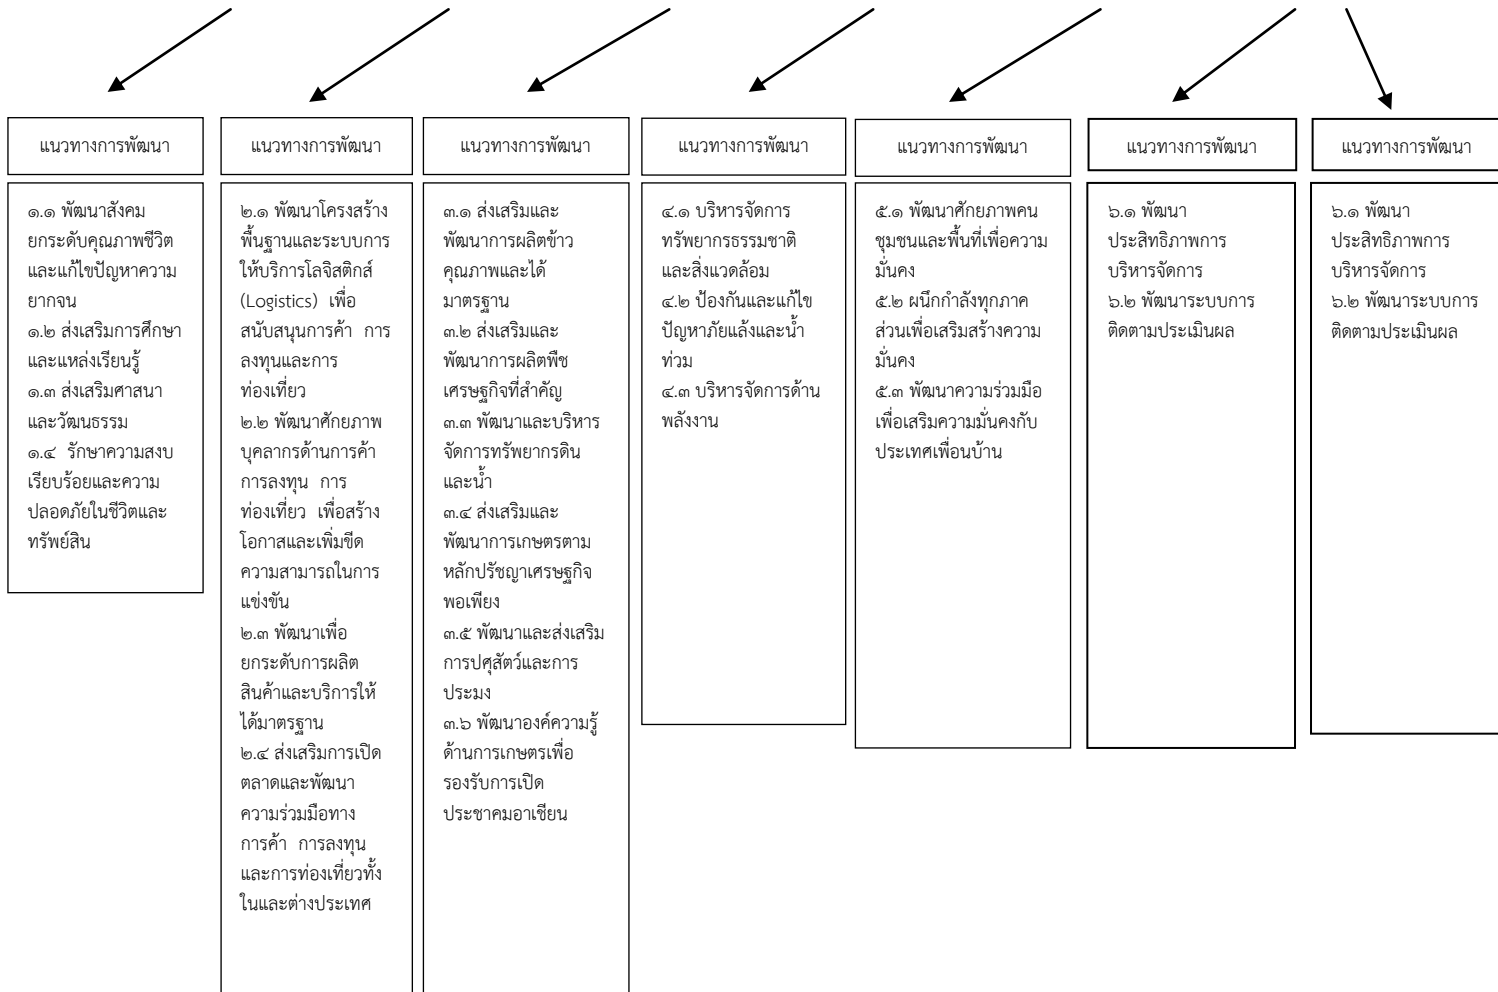 แนวทางการพัฒนา
๑.๑ พัฒนาสังคม
ยกระดับคุณภาพชีวิต
และแก้ไขปัญหาความ
ยากจน
๑.๒ ส่งเสริมการศึกษา
และแหล่งเรียนรู้
๑.๓ ส่งเสริมศาสนา
และวัฒนธรรม
๑.๔ รักษาความสงบ
เรียบร้อยและความ
ปลอดภัยในชีวิตและ
ทรัพย์สิน
แนวทางการพัฒนา
๒.๑ พัฒนาโครงสร้าง
พื้นฐานและระบบการ
ให้บริการโลจิสติกส์
(Logistics) เพื่อ
สนับสนุนการค้า การ
ลงทุนและการ
ท่องเที่ยว
๒.๒ พัฒนาศักยภาพ
บุคลากรด้านการค้า
การลงทุน การ
ท่องเที่ยว เพื่อสร้าง
โอกาสและเพิ่มขีด
ความสามารถในการ
แข่งขัน
๒.๓ พัฒนาเพื่อ
ยกระดับการผลิต
สินค้าและบริการให้
ได้มาตรฐาน
๒.๔ ส่งเสริมการเปิด
ตลาดและพัฒนา
ความร่วมมือทาง
การค้า การลงทุน
และการท่องเที่ยวทั้ง
ในและต่างประเทศ
แนวทางการพัฒนา
๓.๑ ส่งเสริมและ
พัฒนาการผลิตข้าว
คุณภาพและได้
มาตรฐาน
๓.๒ ส่งเสริมและ
พัฒนาการผลิตพืช
เศรษฐกิจที่สำคัญ
๓.๓ พัฒนาและบริหาร
จัดการทรัพยากรดิน
และน้ำ
๓.๔ ส่งเสริมและ
พัฒนาการเกษตรตาม
หลักปรัชญาเศรษฐกิจ
พอเพียง
๓.๕ พัฒนาและส่งเสริม
การปศุสัตว์และการ
ประมง
๓.๖ พัฒนาองค์ความรู้
ด้านการเกษตรเพื่อ
รองรับการเปิด
ประชาคมอาเซียน
แนวทางการพัฒนา
๔.๑ บริหารจัดการ
ทรัพยากรธรรมชาติ
และสิ่งแวดล้อม
๔.๒ ป้องกันและแก้ไข
ปัญหาภัยแล้งและน้ำ
ท่วม
๔.๓ บริหารจัดการด้าน
พลังงาน
แนวทางการพัฒนา
๕.๑ พัฒนาศักยภาพคน
ชุมชนและพื้นที่เพื่อความ
มั่นคง
๕.๒ ผนึกกำลังทุกภาค
ส่วนเพื่อเสริมสร้างความ
มั่นคง
๕.๓ พัฒนาความร่วมมือ
เพื่อเสริมความมั่นคงกับ
ประเทศเพื่อนบ้าน
แนวทางการพัฒนา
๖.๑ พัฒนา
ประสิทธิภาพการ
บริหารจัดการ
๖.๒ พัฒนาระบบการ
ติดตามประเมินผล
แนวทางการพัฒนา
๖.๑ พัฒนา
ประสิทธิภาพการ
บริหารจัดการ
๖.๒ พัฒนาระบบการ
ติดตามประเมินผล